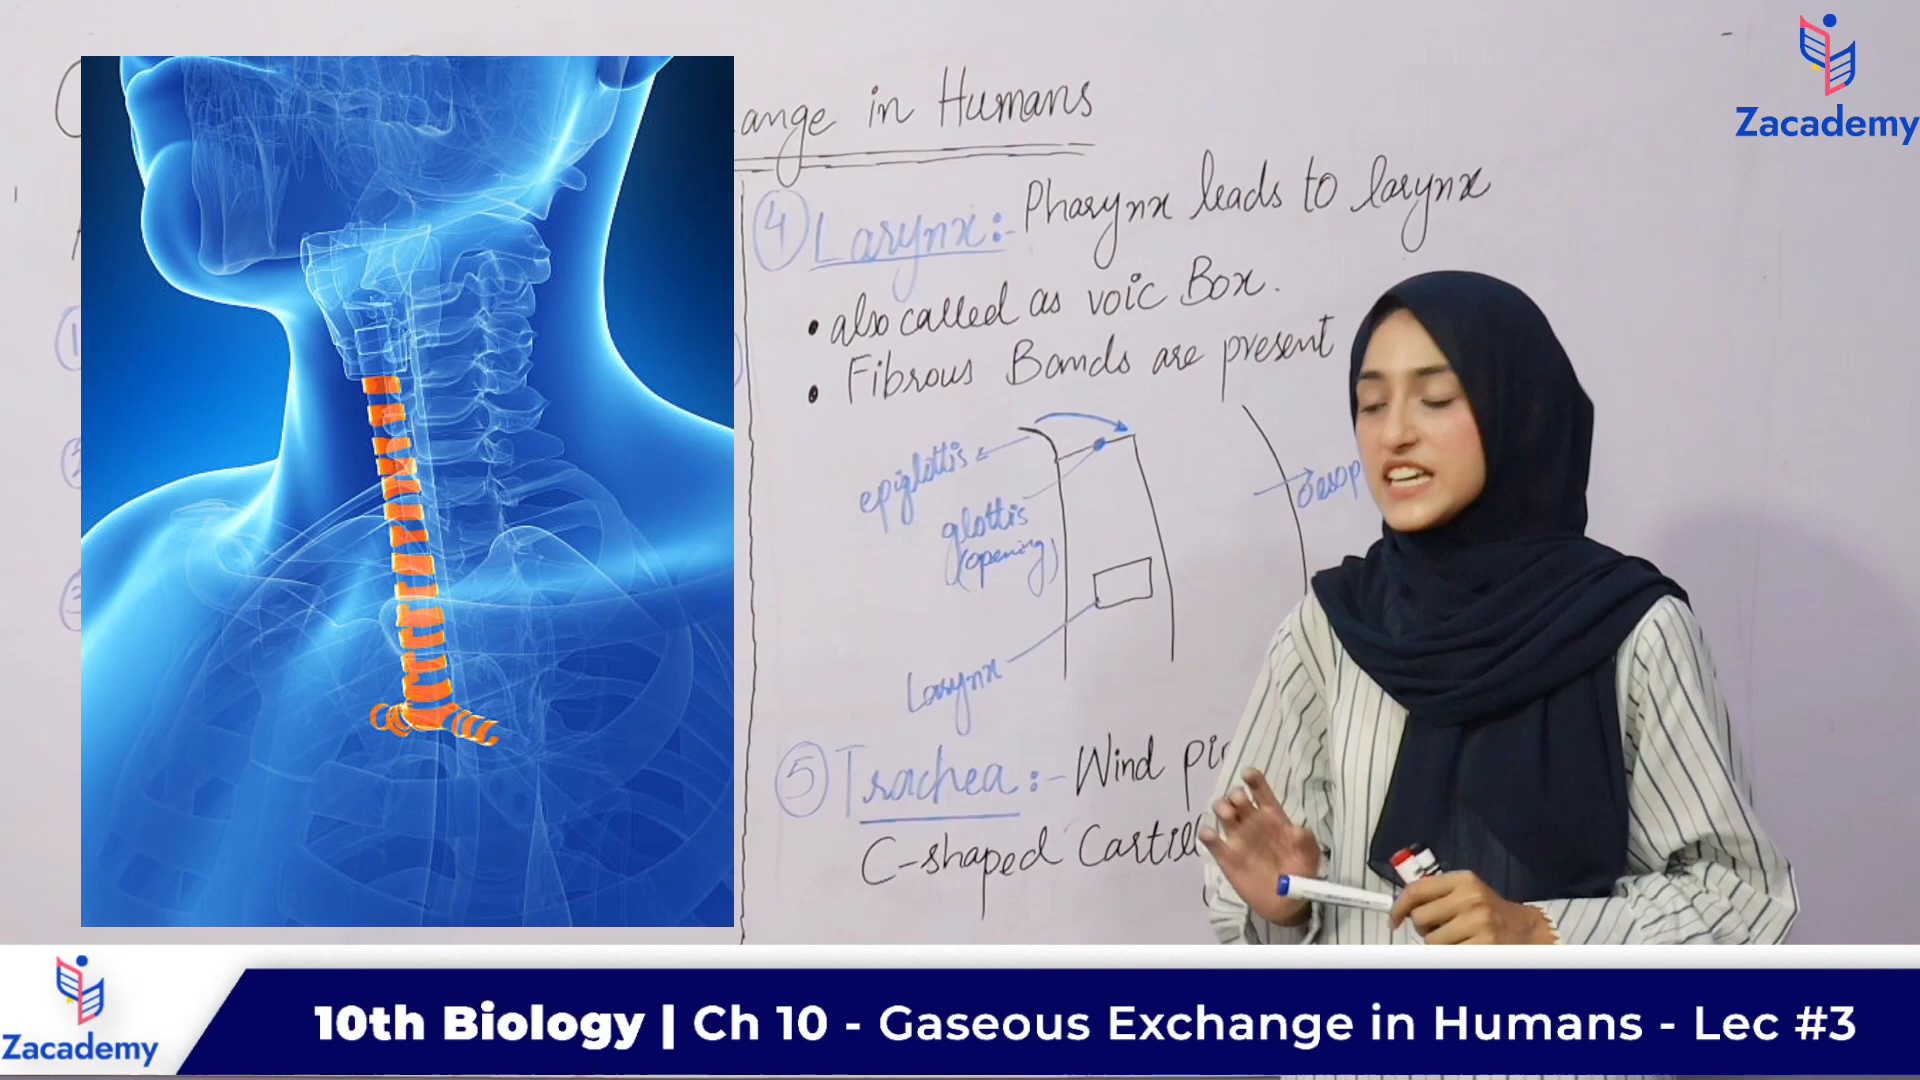 Zacademy
ange in Humans
④ Larynx:- Pharynx leads to larynx
• also called as voic Box.
• Fibrous Bands are present
epiglottis
glottis
(opening)
Oesop
Larynx
⑤ Trachea:- Wind pi
C-shaped Cartil
Zacademy
10th Biology | Ch 10 - Gaseous Exchange in Humans - Lec #3